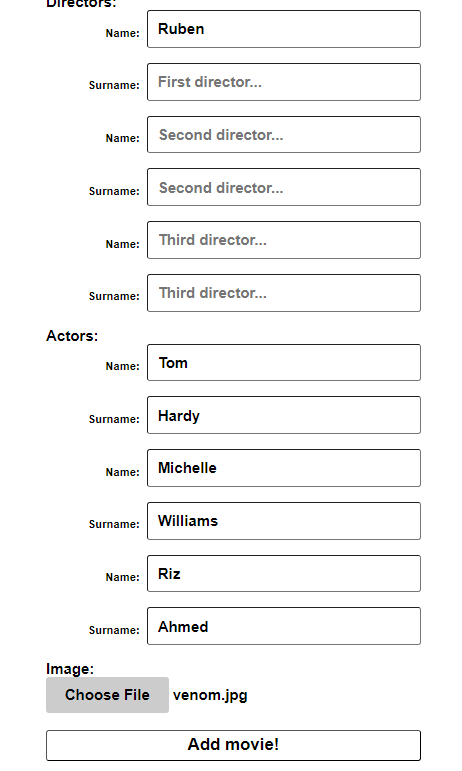 Directors:
Name: Ruben
Surname: First director...
Name: Second director...
Surname: Second director...
Name: Third director...
Surname: Third director...
Actors:
Name: Tom
Surname: Hardy
Name: Michelle
Surname: Williams
Name: Riz
Surname: Ahmed
Image:
Choose File venom.jpg
Add movie!